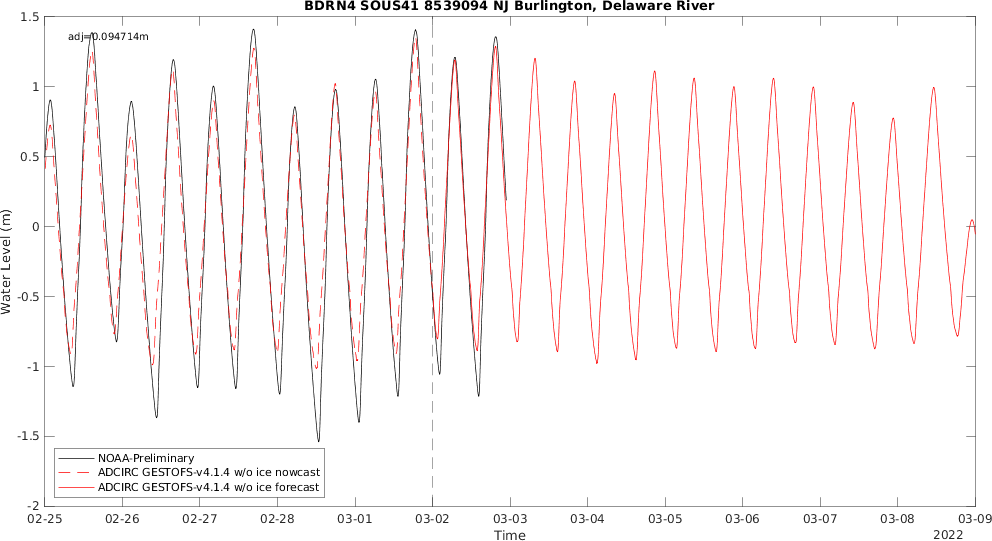 BDRN4 SOUS41 8539094 NJ Burlington, Delaware River
adj=0.094714m
1.5
1
0.5
0
-0.5
-1
-1.5
-2
Water Level (m)
NOAA-Preliminary
ADCIRC GESTOFS-v4.1.4 w/o ice nowcast
ADCIRC GESTOFS-v4.1.4 w/o ice forecast
02-25 02-26 02-27 02-28 03-01 03-02 03-03 03-04 03-05 03-06 03-07 03-08 03-09
Time
2022